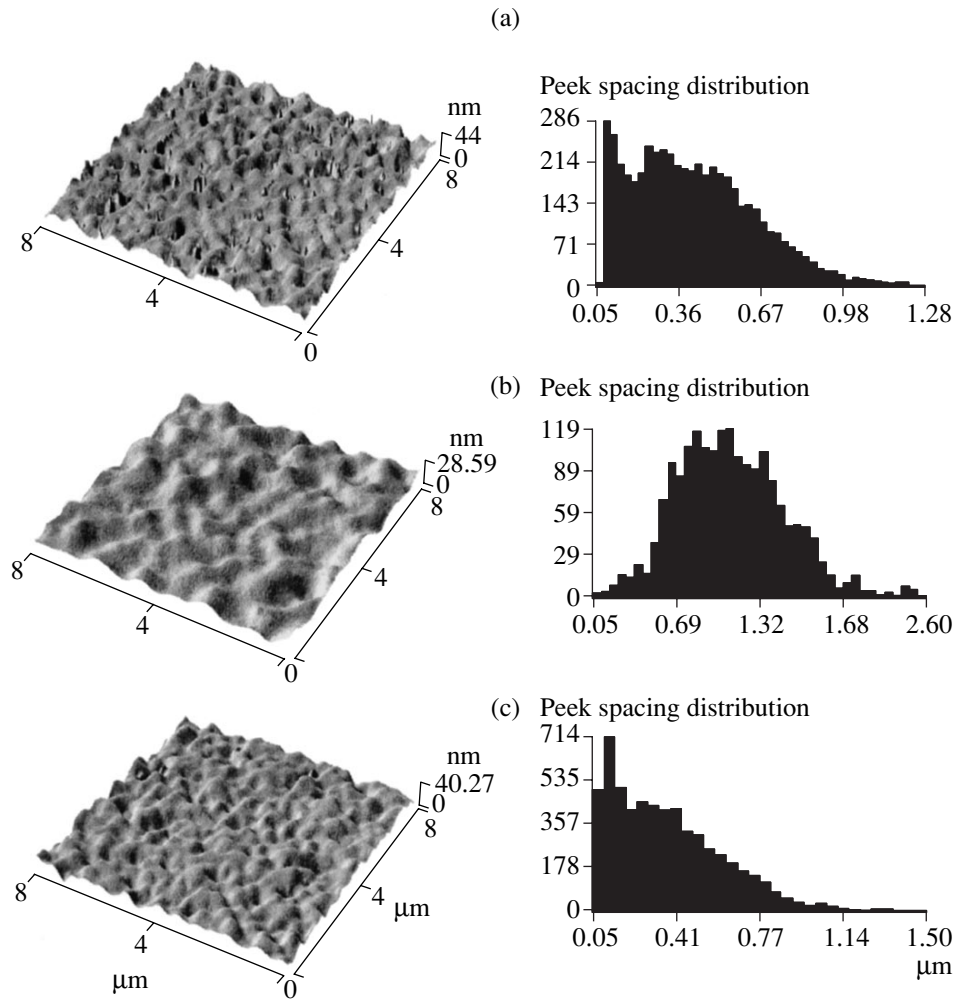 (a)
Peek spacing distribution
nm
44
0
8
4
0
8
4
286
214
143
71
0
0.05 0.36 0.67 0.98 1.28
(b) Peek spacing distribution
nm
28.59
0
8
4
0
8
4
119
89
59
29
0
0.05 0.69 1.32 1.68 2.60
(c) Peek spacing distribution
nm
40.27
0
8
4
μm
0
8
4
μm
714
535
357
178
0
0.05 0.41 0.77 1.14 1.50
μm